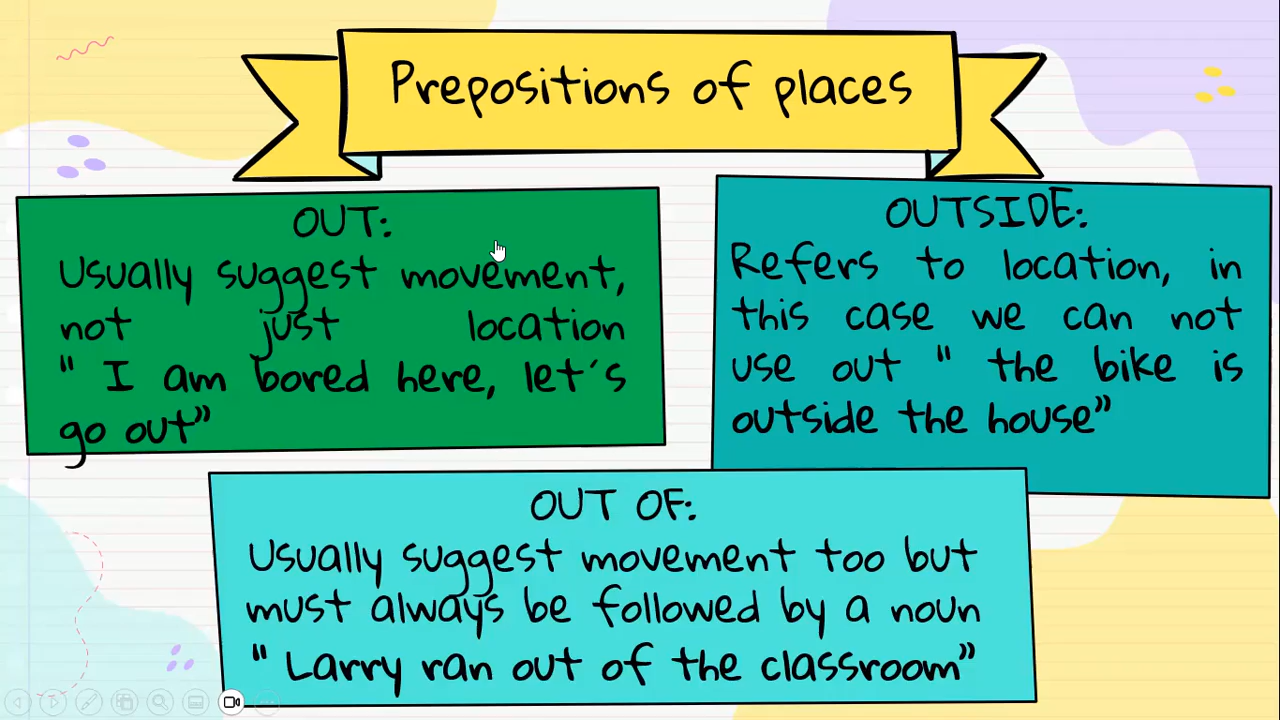 Prepositions of places
OUT:
Usually suggest movement,
not just location
" I am bored here, let´s
go out”
OUTSIDE:
Refers to location, in
this case we can not
use out " the bike is
outside the house”
OUT OF:
Usually suggest movement too but
must always be followed by a noun
" Larry ran out of the classroom”